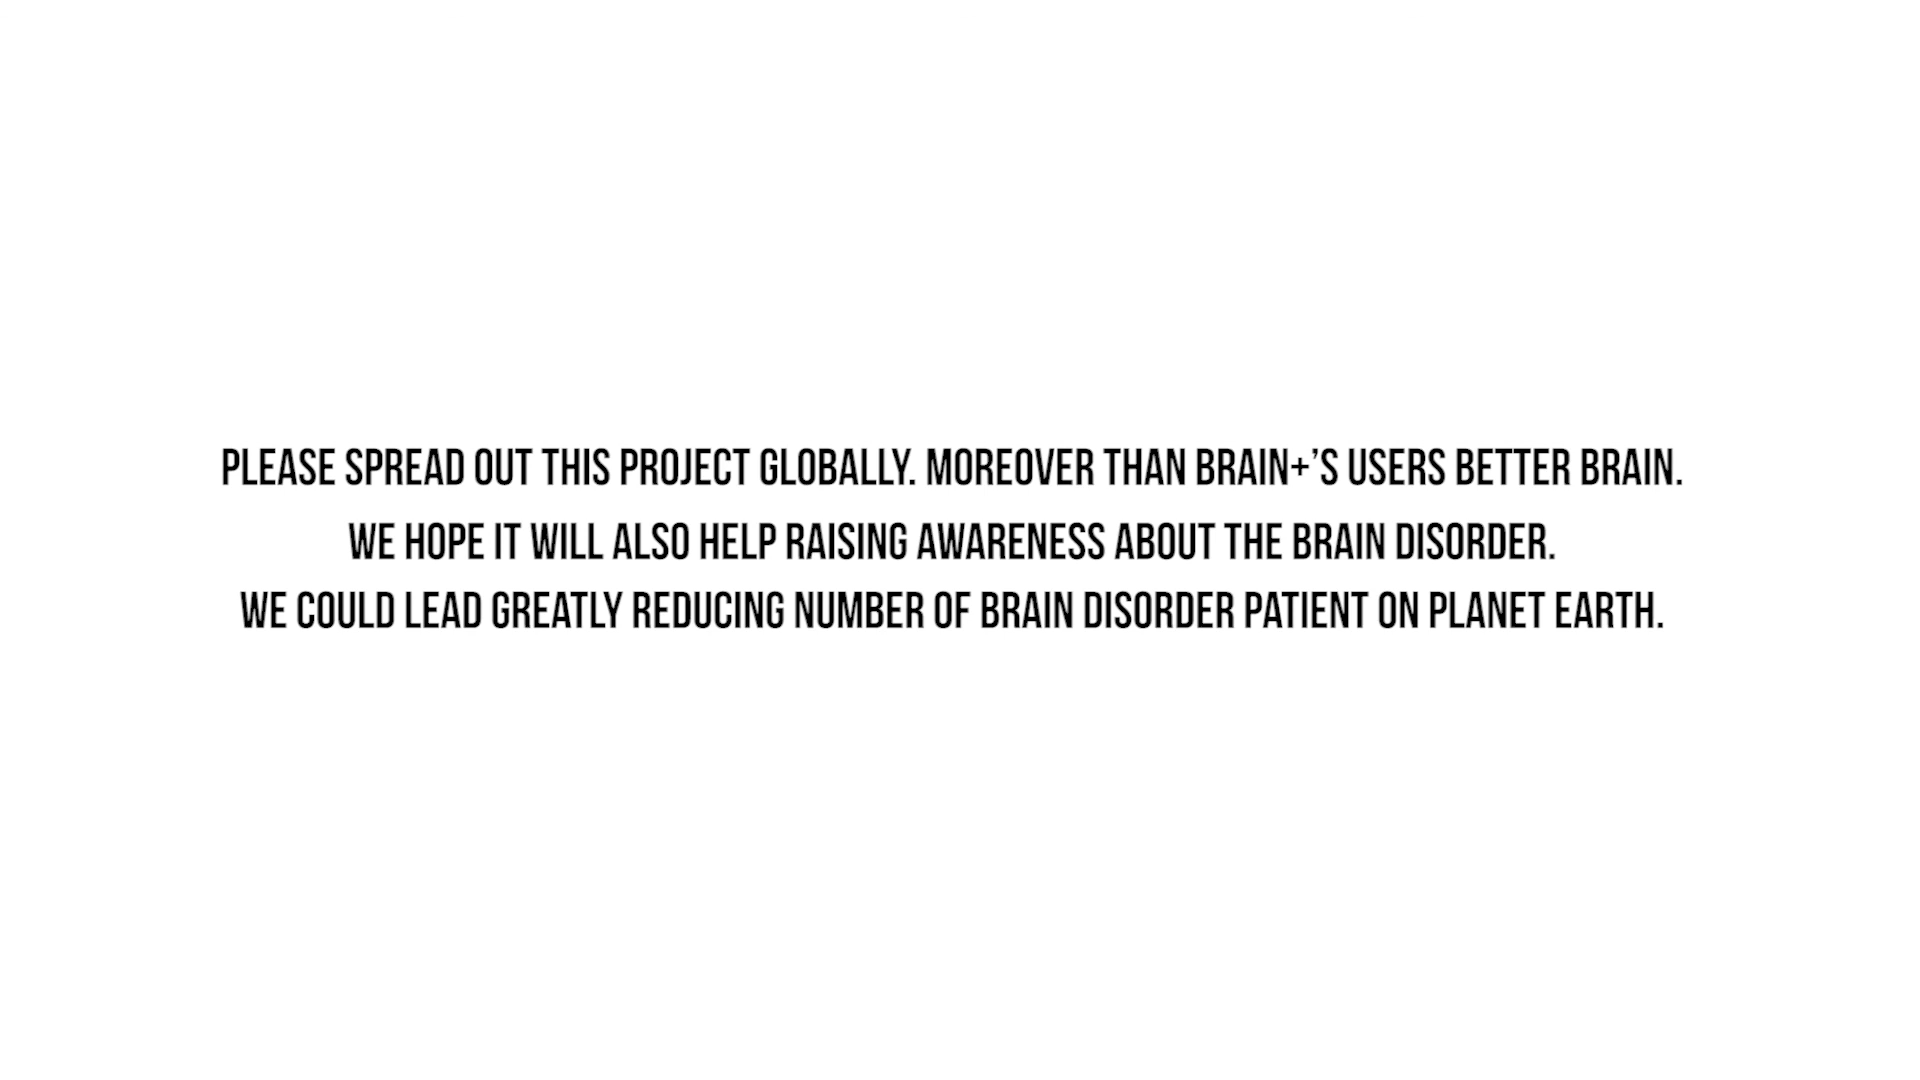 PLEASE SPREAD OUT THIS PROJECT GLOBALLY. MOREOVER THAN BRAIN+’S USERS BETTER BRAIN.
WE HOPE IT WILL ALSO HELP RAISING AWARENESS ABOUT THE BRAIN DISORDER.
WE COULD LEAD GREATLY REDUCING NUMBER OF BRAIN DISORDER PATIENT ON PLANET EARTH.